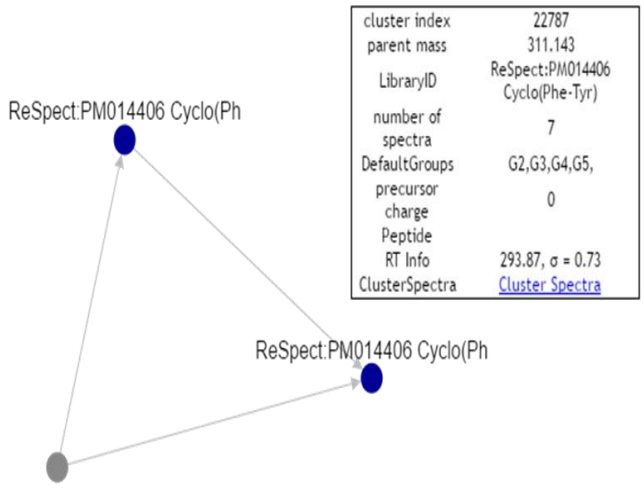 cluster index 22787
parent mass 311.143
LibraryID ReSpect:PM014406
Cyclo(Phe-Tyr)
number of
spectra 7
DefaultGroups G2,G3,G4,G5,
precursor
charge 0
Peptide
RT Info 293.87, σ = 0.73
ClusterSpectra Cluster Spectra
ReSpect:PM014406 Cyclo(Ph
ReSpect:PM014406 Cyclo(Ph